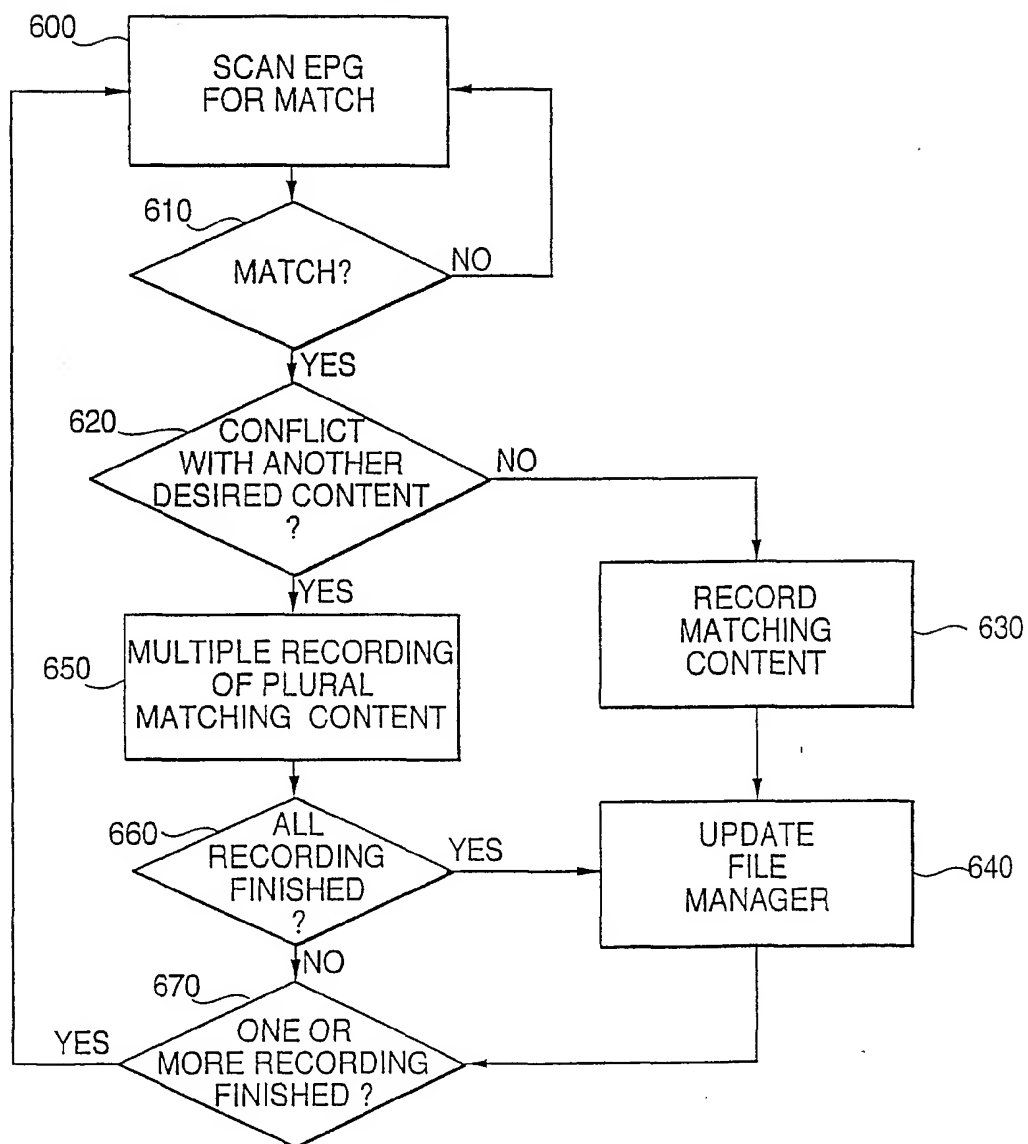 600
SCAN EPG
FOR MATCH
610
MATCH?
NO
YES
620
CONFLICT
WITH ANOTHER
DESIRED CONTENT
?
NO
YES
650
MULTIPLE RECORDING
OF PLURAL
MATCHING CONTENT
RECORD
MATCHING
CONTENT
630
660
ALL
RECORDING
FINISHED
?
YES
NO
UPDATE
FILE
MANAGER
640
670
ONE OR
MORE RECORDING
FINISHED ?
YES